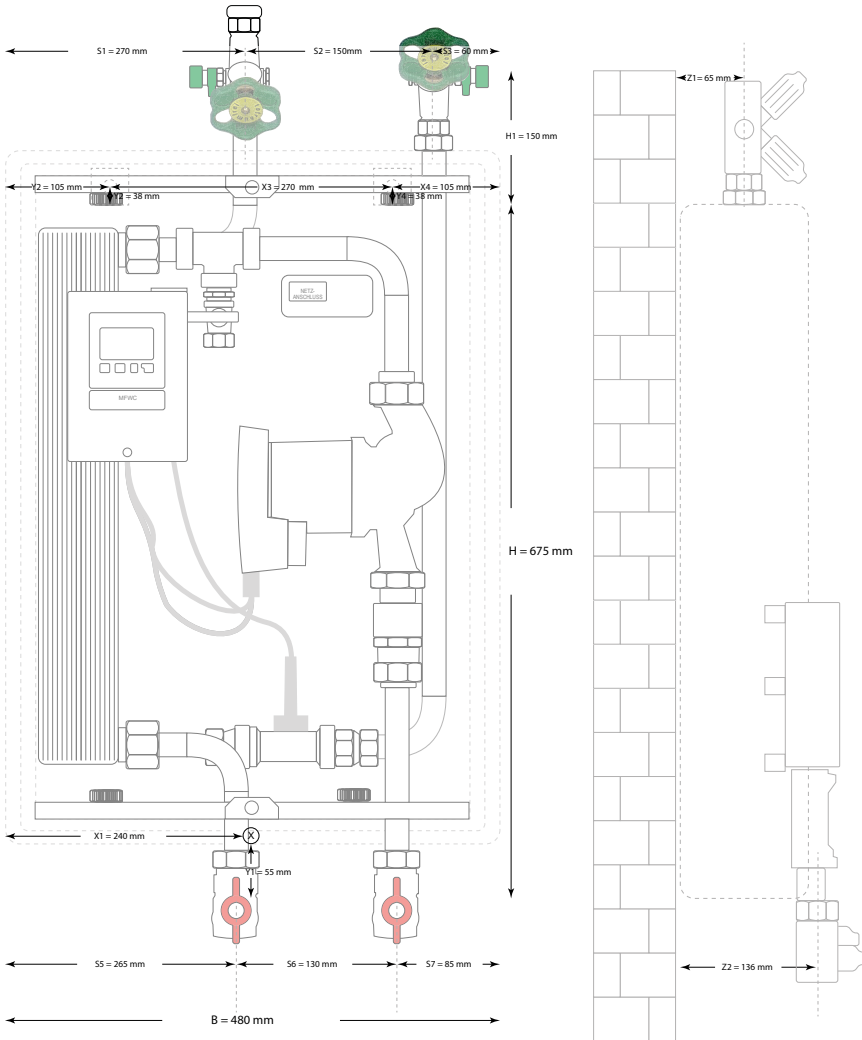 S1 = 270 mm
S2 = 150mm
S3 = 60 mm
Z1= 65 mm
H1 = 150 mm
Y2 = 105 mm
X3 = 270 mm
X4 = 105 mm
Y2 = 38 mm
Y4 = 38 mm
NETZ-
ANSCHLUSS
MFWC
H = 675 mm
X1 = 240 mm
X
Y1 = 55 mm
S5 = 265 mm
S6 = 130 mm
S7 = 85 mm
Z2 = 136 mm
B = 480 mm